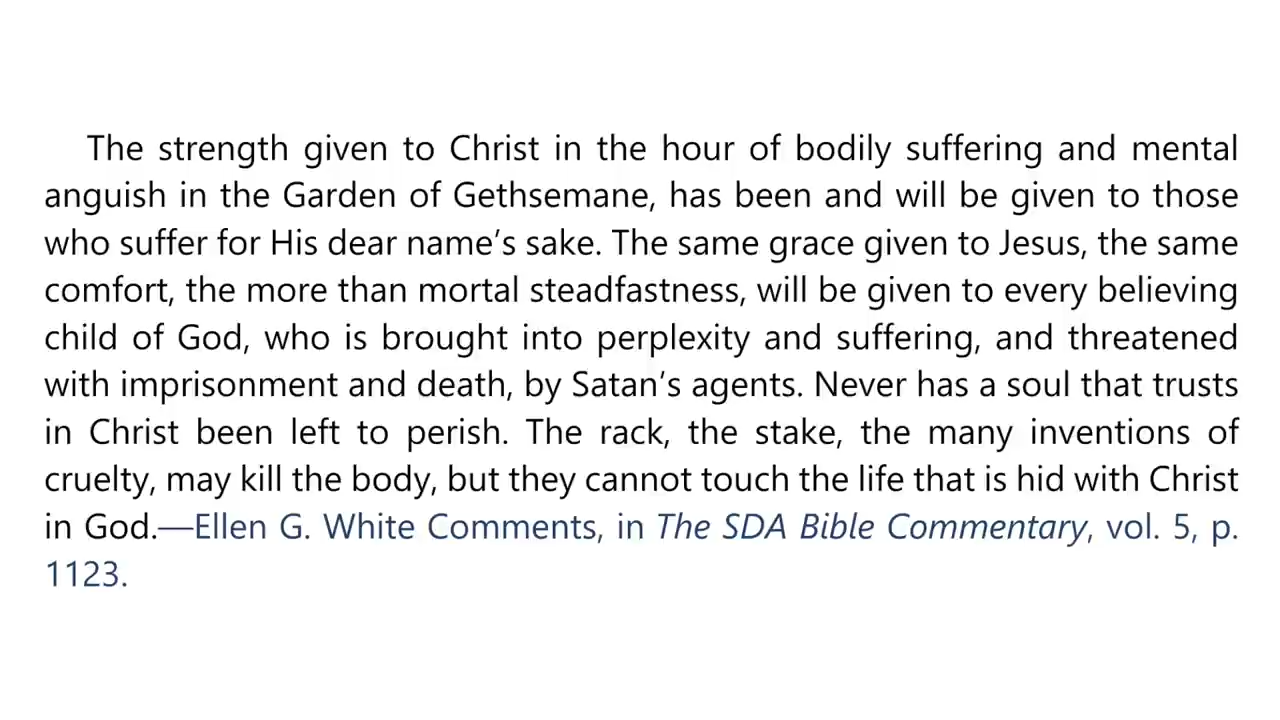 The strength given to Christ in the hour of bodily suffering and mental
anguish in the Garden of Gethsemane, has been and will be given to those
who suffer for His dear name’s sake. The same grace given to Jesus, the same
comfort, the more than mortal steadfastness, will be given to every believing
child of God, who is brought into perplexity and suffering, and threatened
with imprisonment and death, by Satan’s agents. Never has a soul that trusts
in Christ been left to perish. The rack, the stake, the many inventions of
cruelty, may kill the body, but they cannot touch the life that is hid with Christ
in God.—Ellen G. White Comments, in The SDA Bible Commentary, vol. 5, p.
1123.